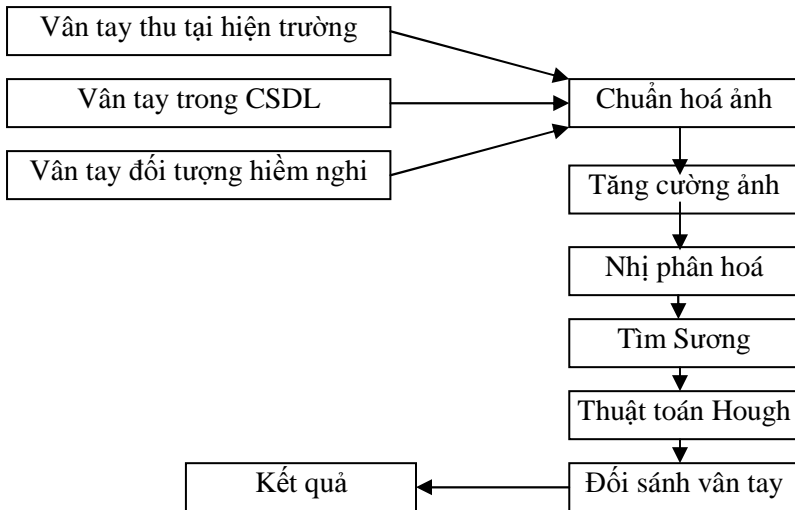 Vân tay thu tại hiện trường
Vân tay trong CSDL
Chuẩn hoá ảnh
Vân tay đối tượng hiềm nghi
Tăng cường ảnh
Nhị phân hoá
Tìm Sương
Thuật toán Hough
Kết quả
Đối sánh vân tay